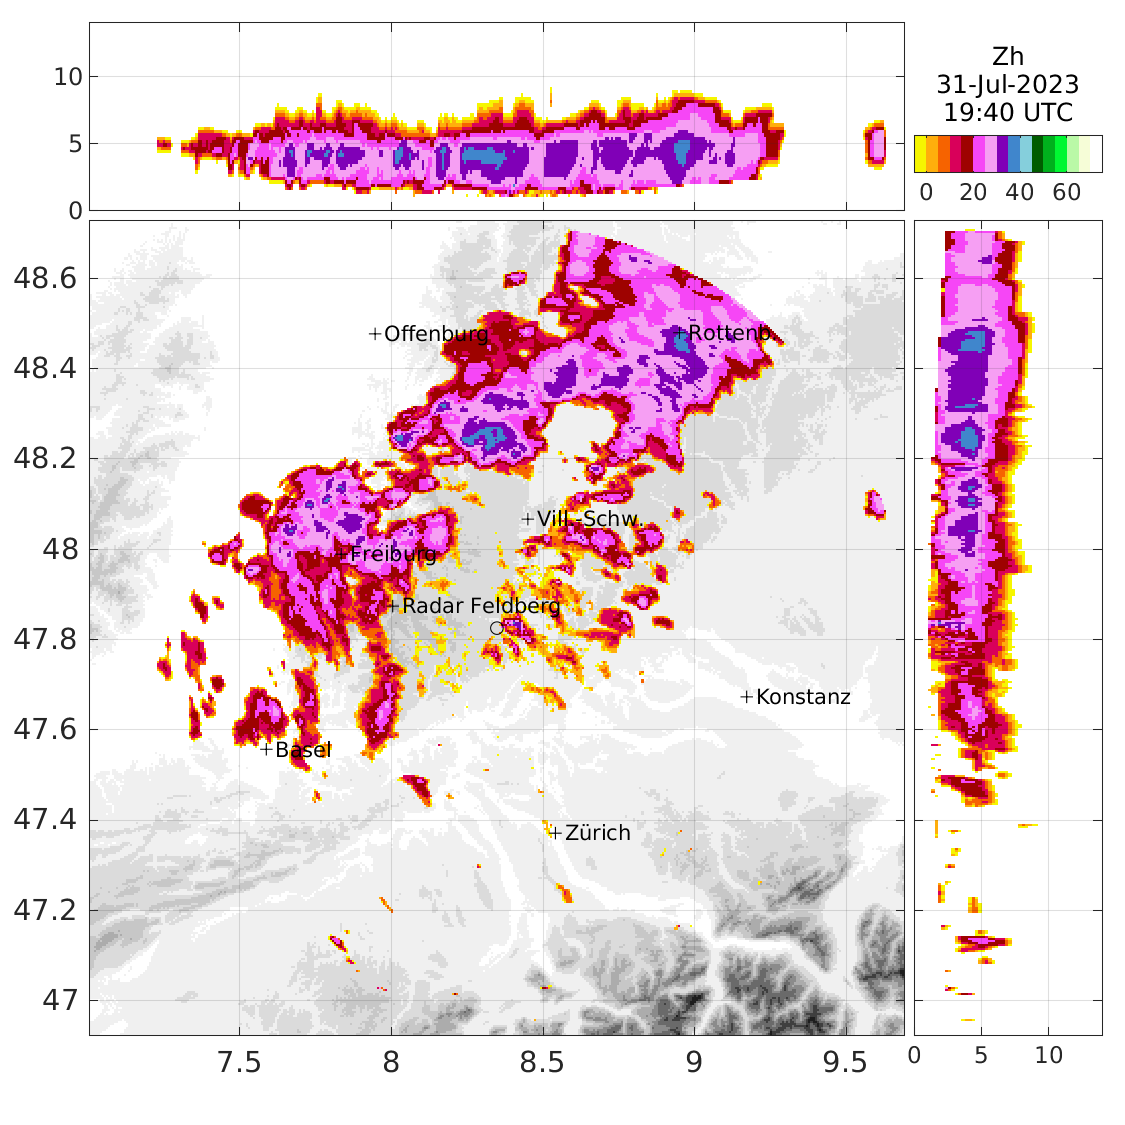 10
5
0
Zh
31-Jul-2023
19:40 UTC
0 20 40 60
48.6
48.4
48.2
48
47.8
47.6
47.4
47.2
47
Offenburg
Rottenb
Vill.-Schw.
Freiburg
Radar Feldberg
Konstanz
Basel
Zürich
7.5 8 8.5 9 9.5
0 5 10